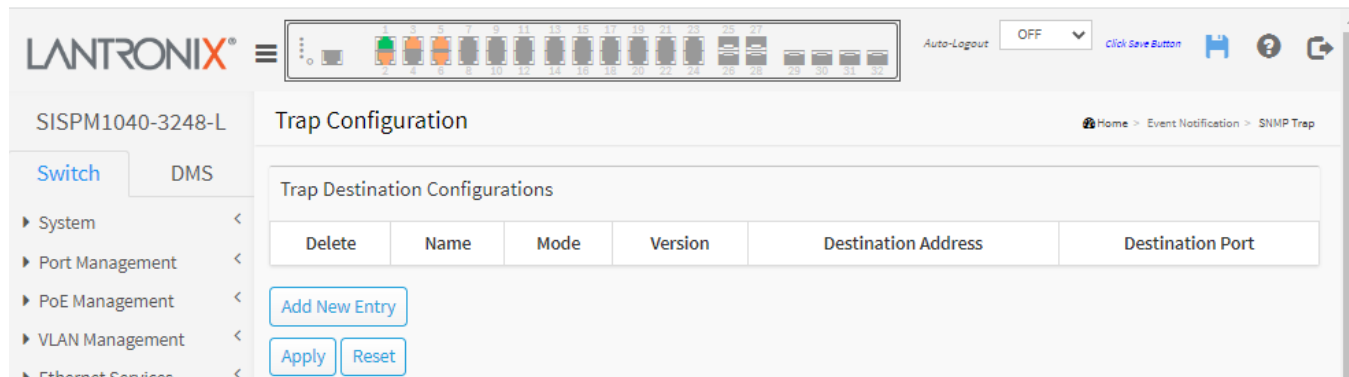 LANTRONIX®
1 3 5 7 9 11 13 15 17 19 21 23 25 27
2 4 6 8 10 12 14 16 18 20 22 24 26 28 29 30 31 32
Auto-Logout OFF Click Save Button
SISPM1040-3248-L
Trap Configuration
Home > Event Notification > SNMP Trap
Switch DMS
Trap Destination Configurations
System
Delete Name Mode Version Destination Address Destination Port
Port Management
PoE Management
Add New Entry
VLAN Management
Apply Reset
Ethernet Services